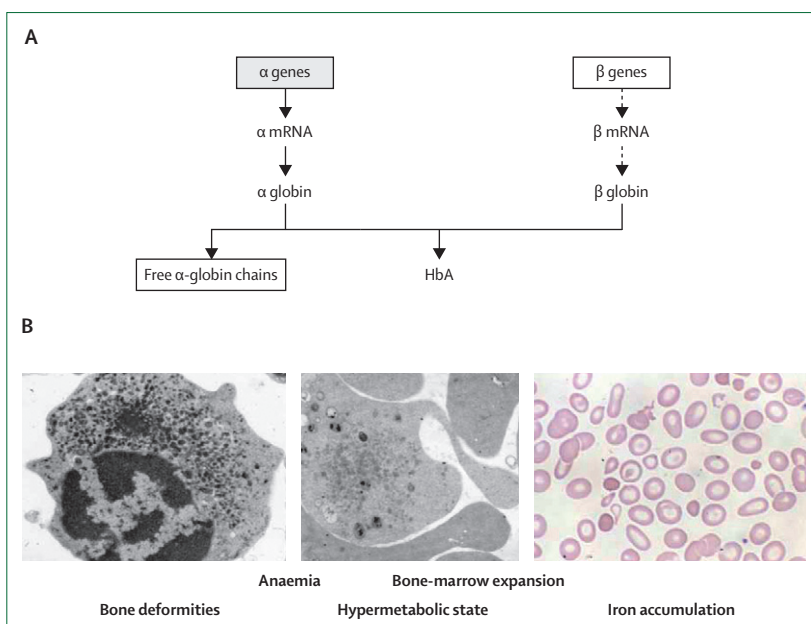 A
α genes β genes
α mRNA β mRNA
α globin β globin
Free α-globin chains HbA
B
Anaemia Bone-marrow expansion
Bone deformities Hypermetabolic state Iron accumulation